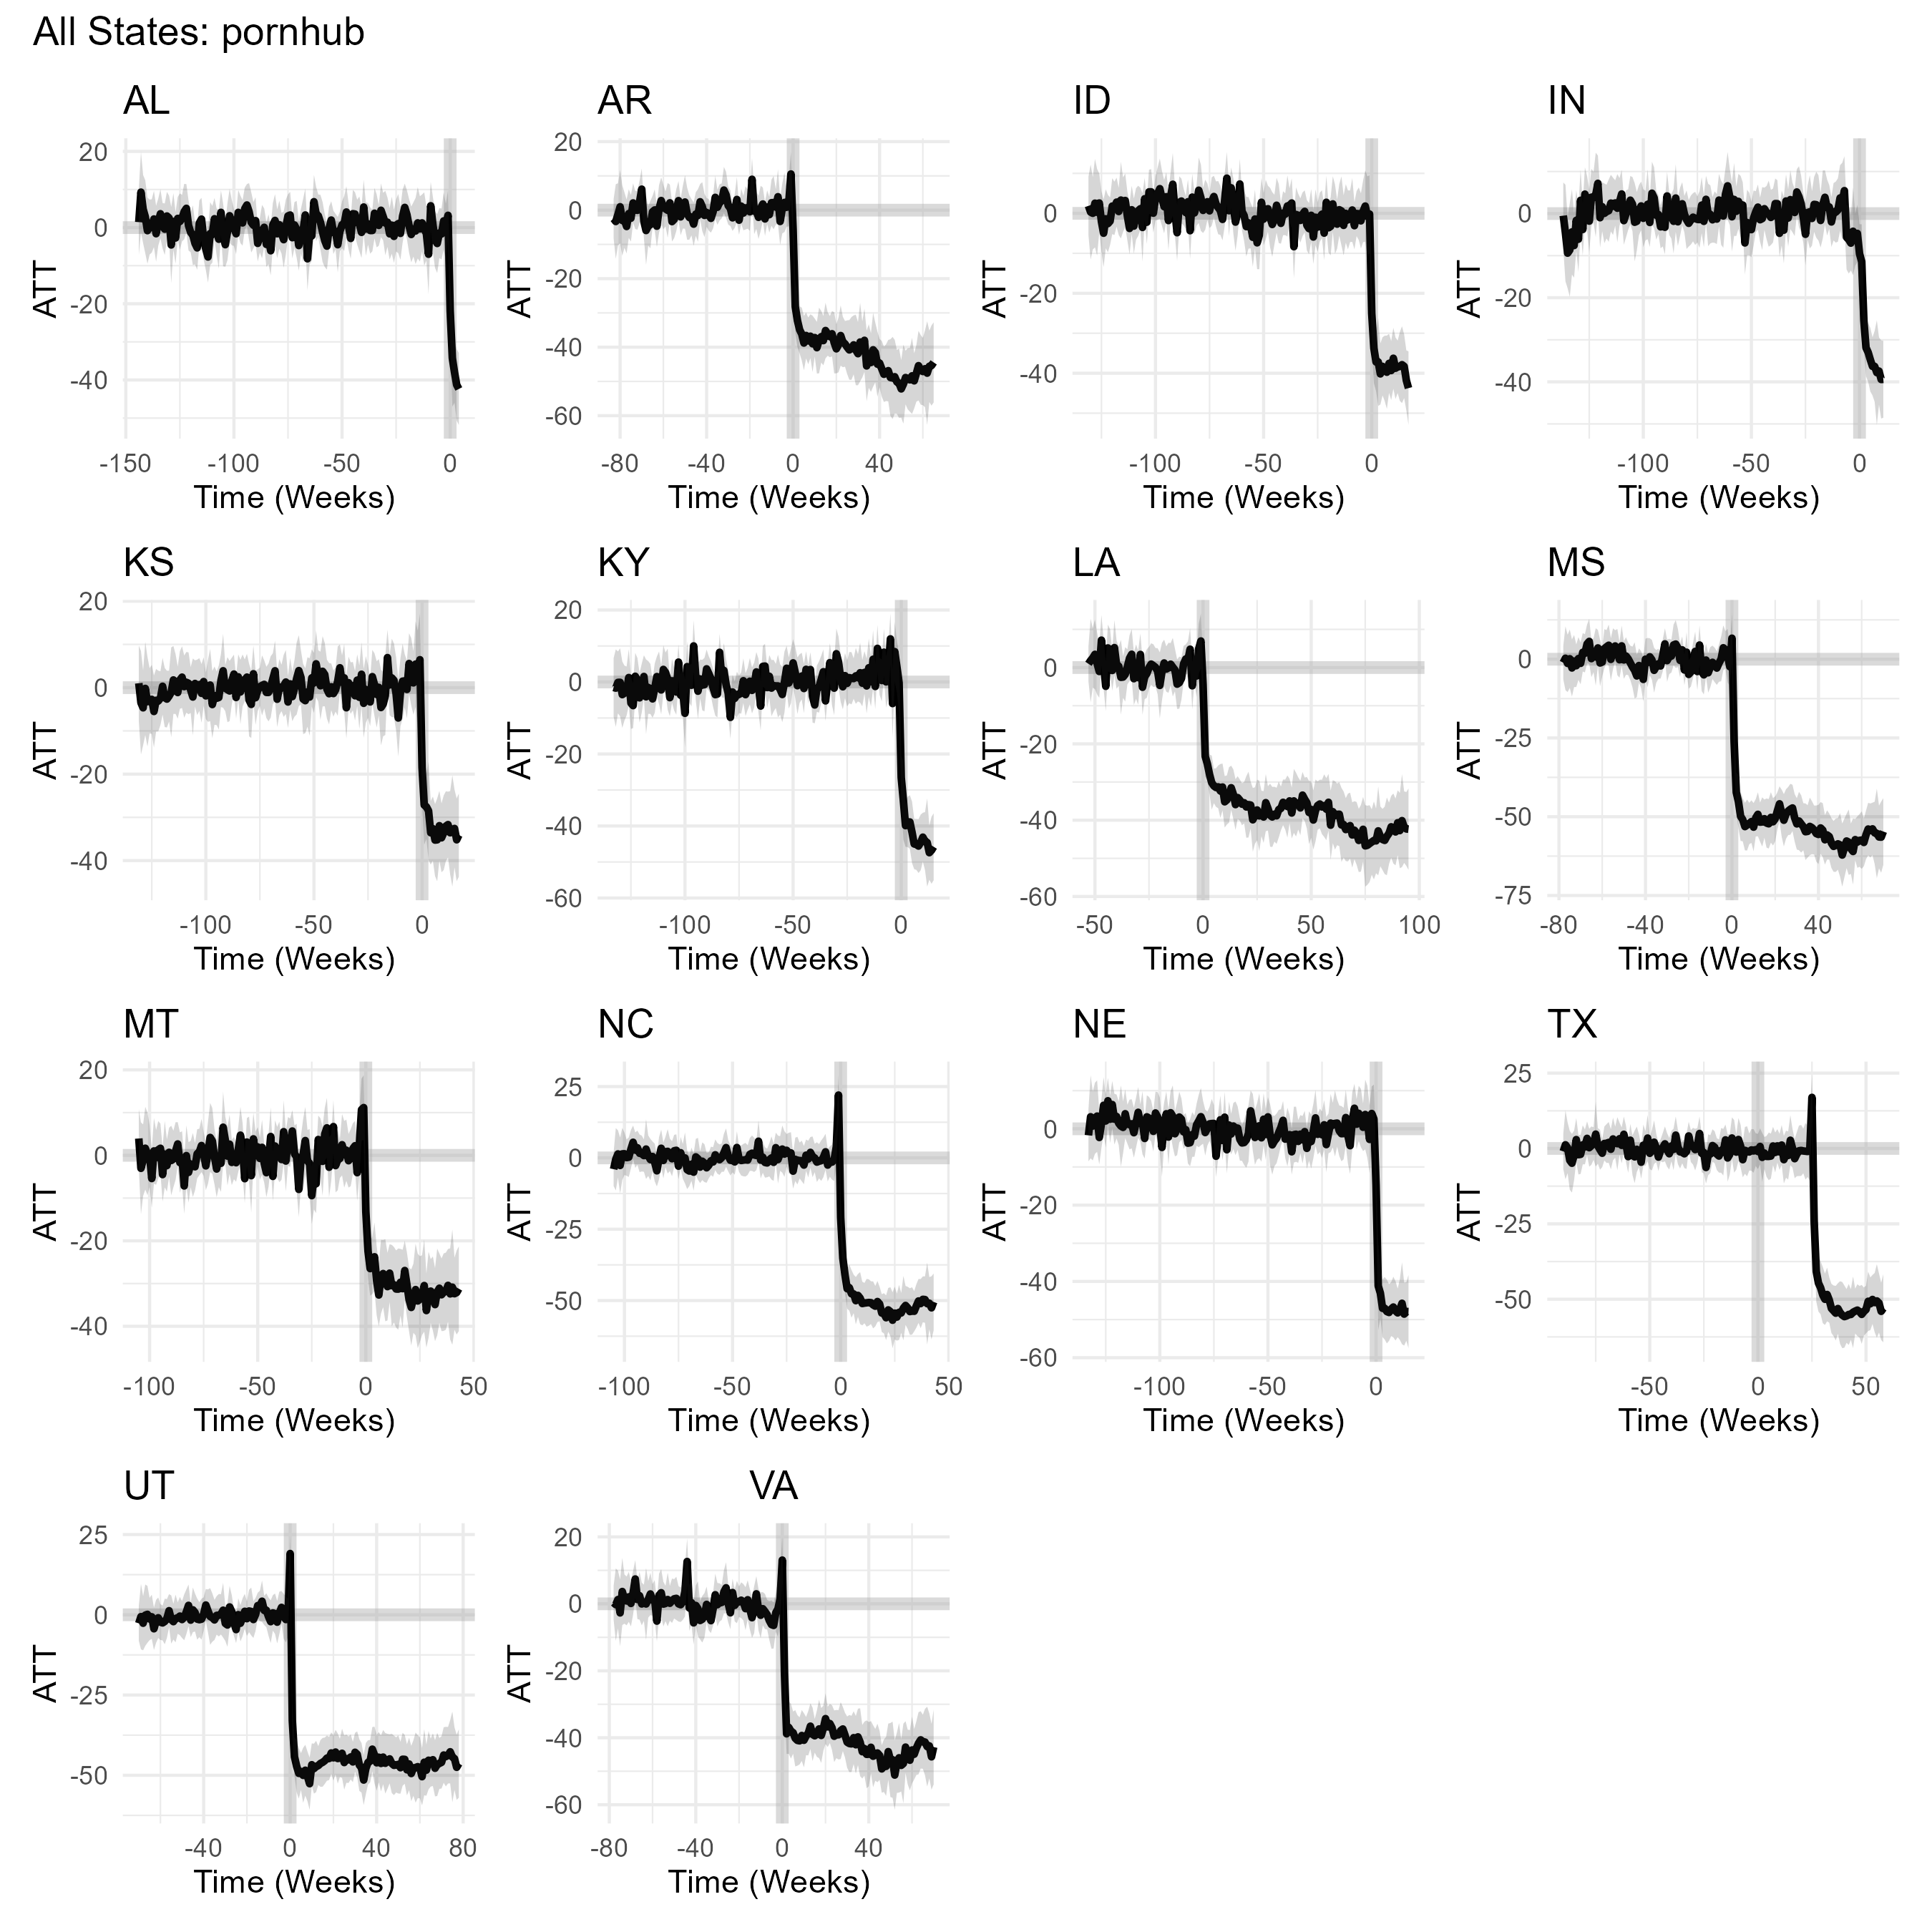 All States: pornhub
AL
20
0
-20
-40
-150 -100 -50 0
ATT
Time (Weeks)
AR
20
0
-20
-40
-60
-80 -40 0 40
ATT
Time (Weeks)
ID
0
-20
-40
-100 -50 0
ATT
Time (Weeks)
IN
0
-20
-40
-100 -50 0
ATT
Time (Weeks)
KS
20
0
-20
-40
-100 -50 0
ATT
Time (Weeks)
KY
20
0
-20
-40
-60
-100 -50 0
ATT
Time (Weeks)
LA
0
-20
-40
-60
-50 0 50 100
ATT
Time (Weeks)
MS
0
-25
-50
-75
-80 -40 0 40
ATT
Time (Weeks)
MT
20
0
-20
-40
-100 -50 0 50
ATT
Time (Weeks)
NC
25
0
-25
-50
-100 -50 0 50
ATT
Time (Weeks)
NE
0
-20
-40
-60
-100 -50 0
ATT
Time (Weeks)
TX
25
0
-25
-50
-50 0 50
ATT
Time (Weeks)
UT
25
0
-25
-50
-40 0 40 80
ATT
Time (Weeks)
VA
20
0
-20
-40
-60
-80 -40 0 40
ATT
Time (Weeks)